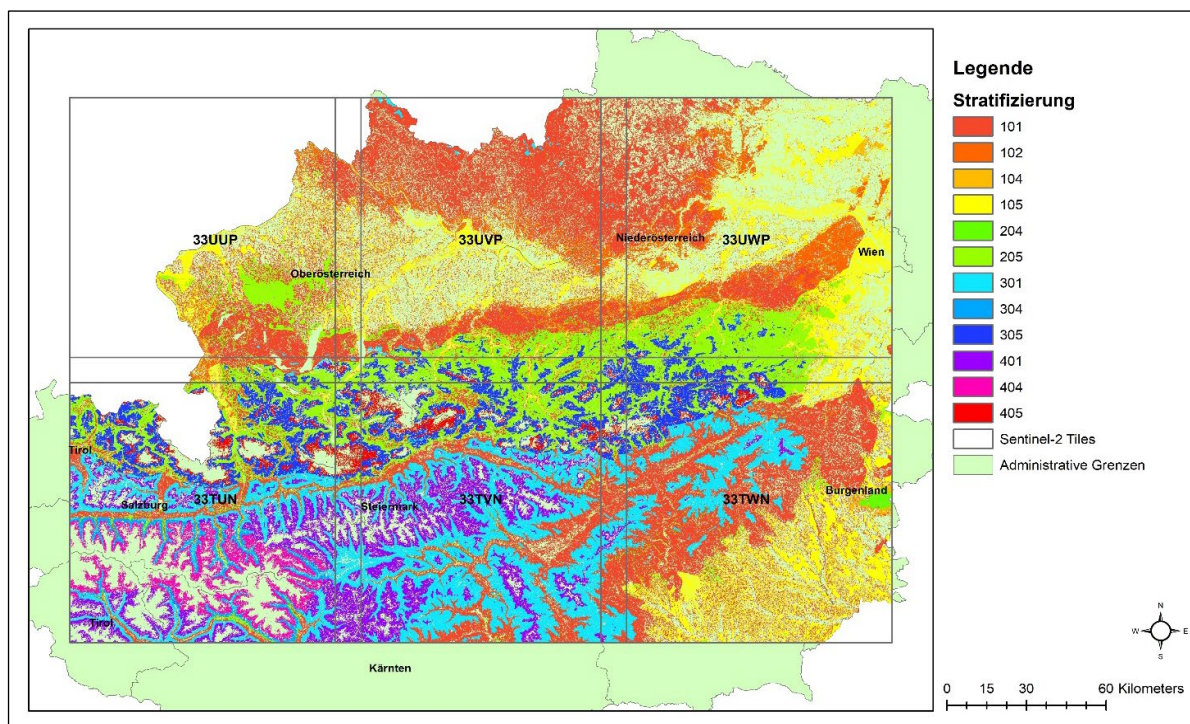 Legende
Stratifizierung
101
102
104
105
204
205
301
304
305
401
404
405
Sentinel-2 Tiles
Administrative Grenzen
33UUP
33UVP
Niederösterreich
33UWP
Wien
Oberösterreich
Tirol
Salzburg
33TUN
Steiermark
33TVN
33TWN
Burgenland
Tirol
Kärnten
N
W
E
S
0 15 30 60 Kilometers